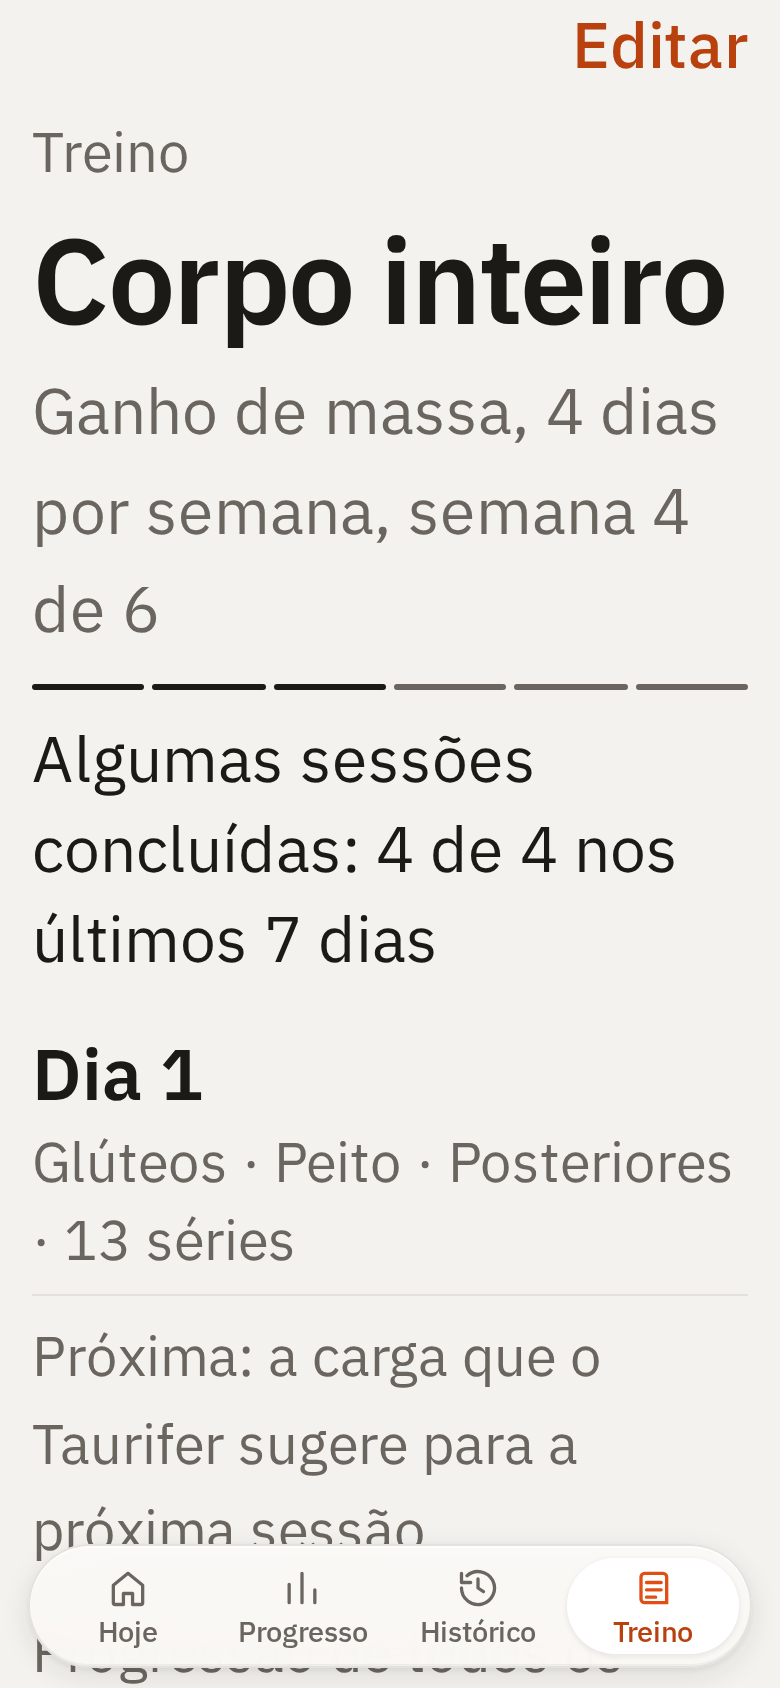 Editar
Treino
Corpo inteiro
Ganho de massa, 4 dias
por semana, semana 4
de 6
Algumas sessões
concluídas: 4 de 4 nos
últimos 7 dias
Dia 1
Glúteos · Peito · Posteriores
· 13 séries
Próxima: a carga que o
Taurifer sugere para a
próxima sessão
Hoje
Progresso
Histórico
Treino